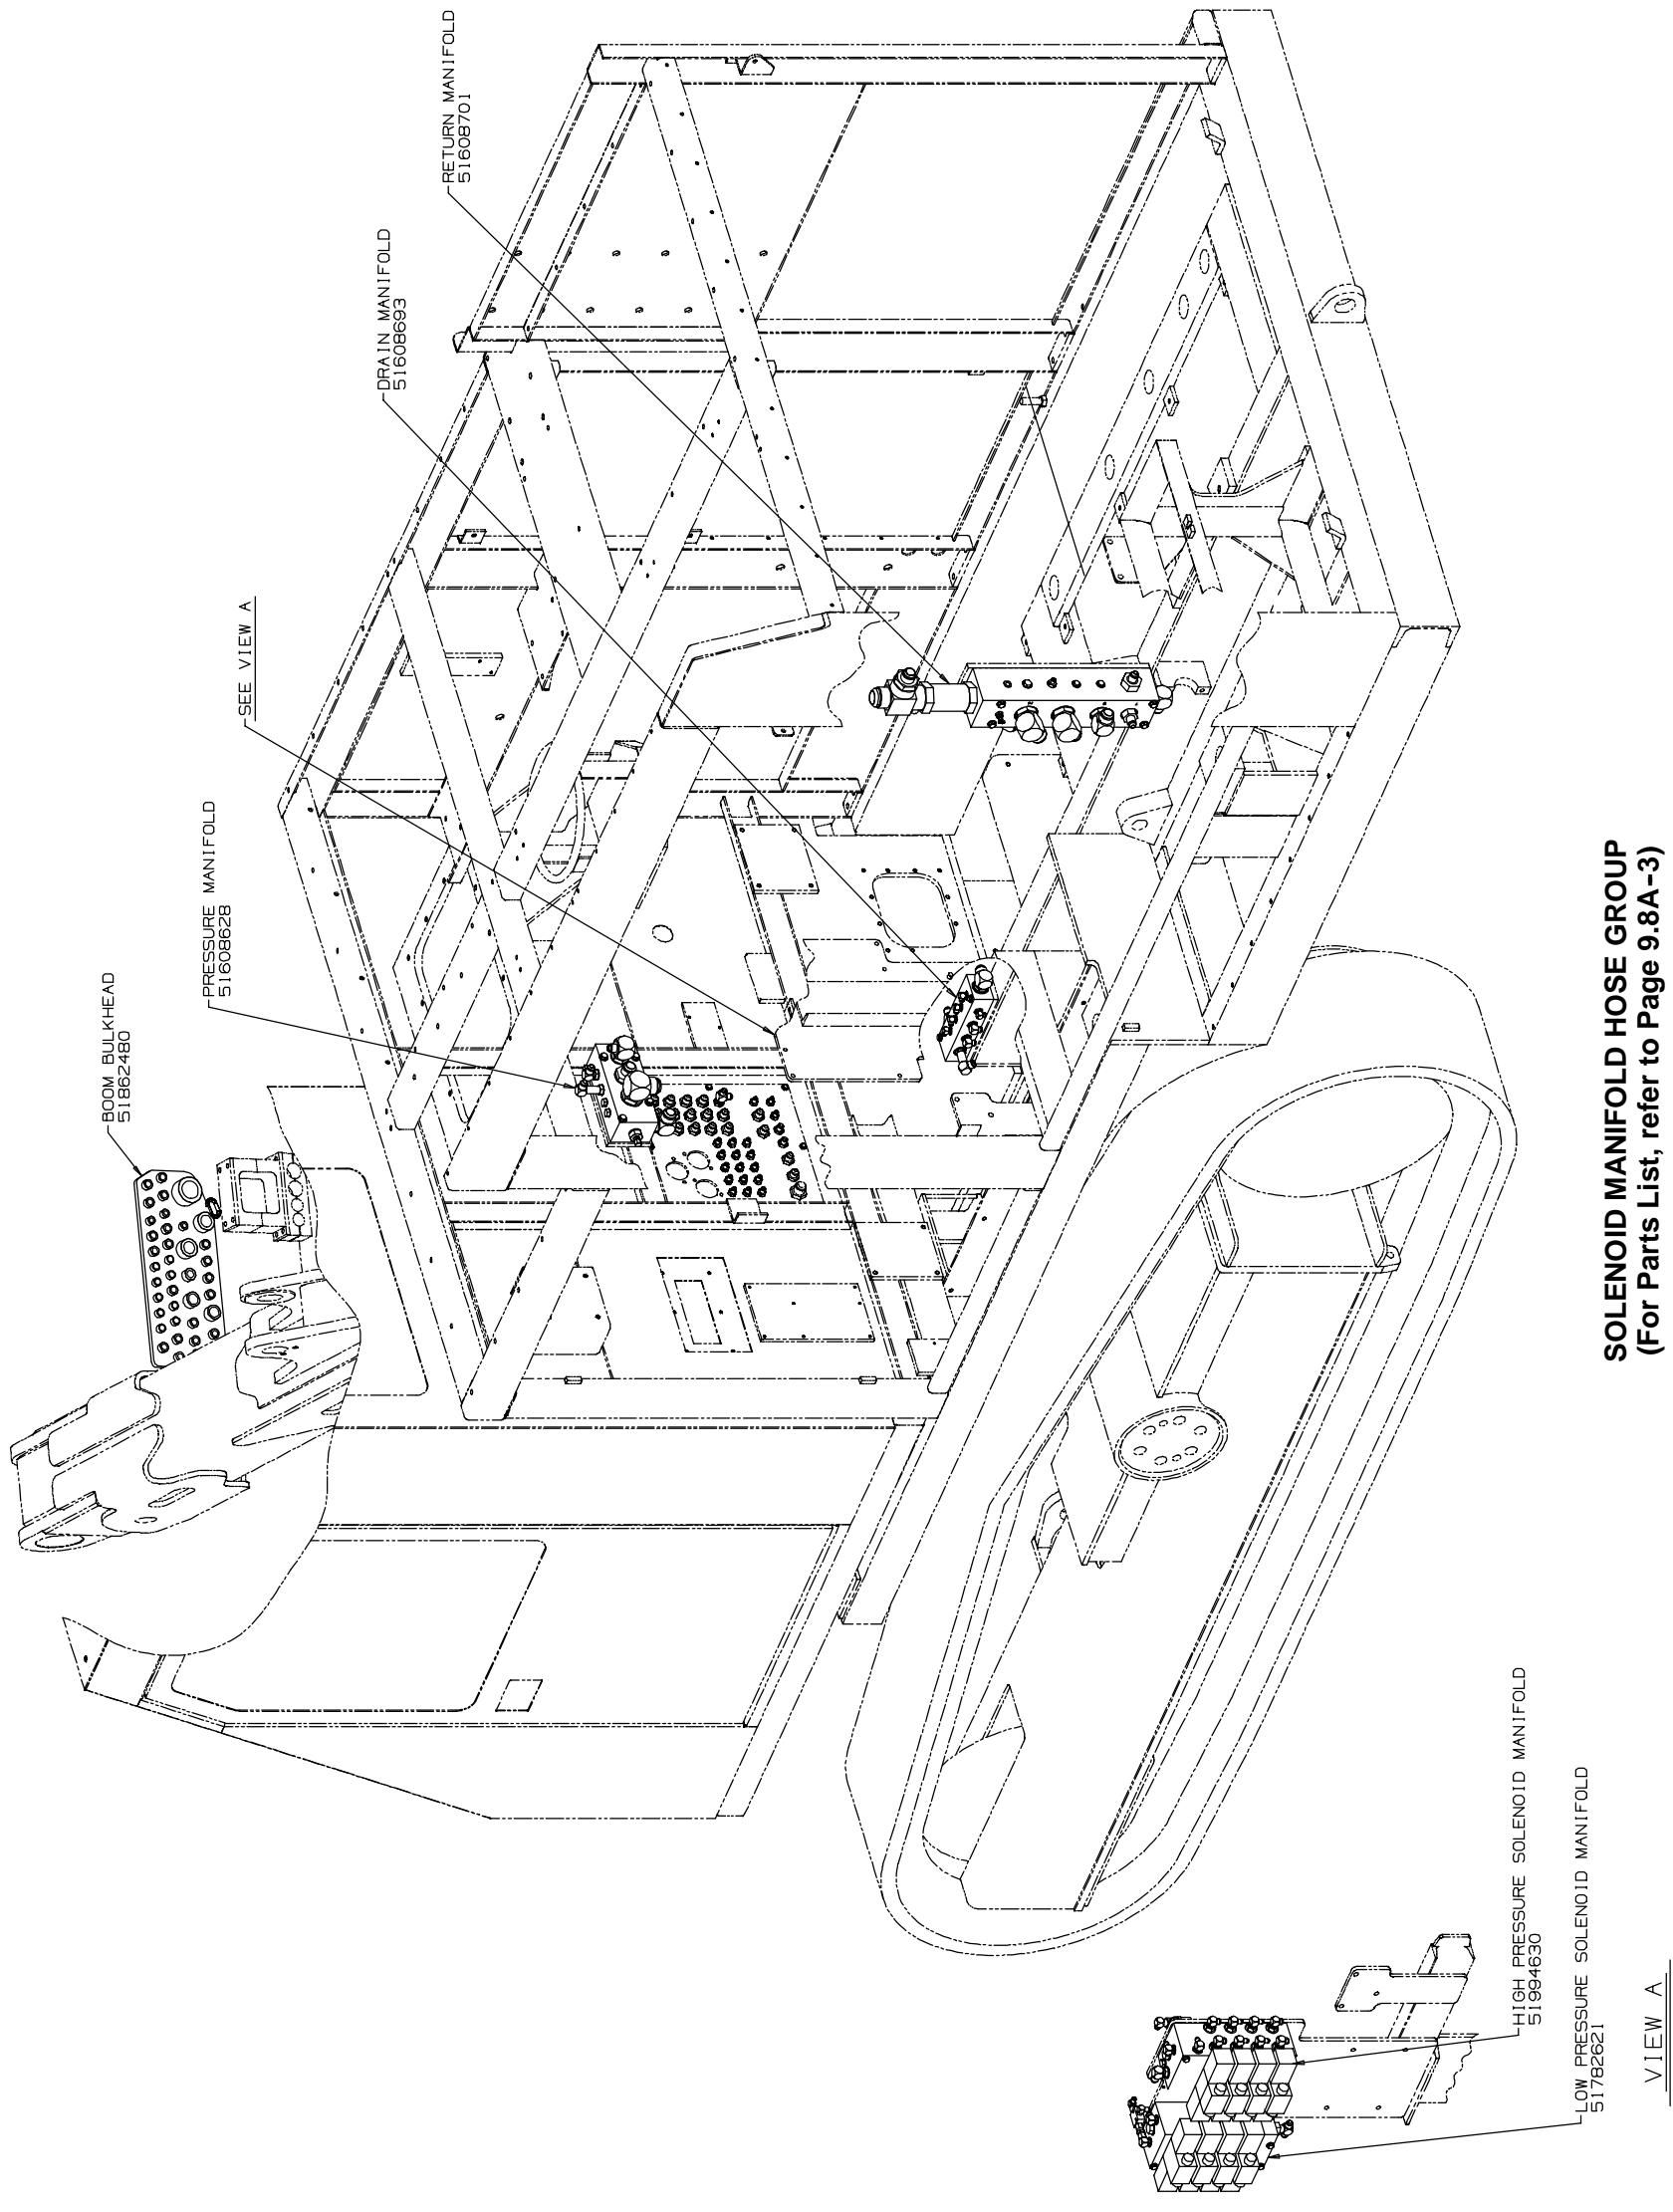 BOOM BULKHEAD
51862480
PRESSURE MANIFOLD
51608628
SEE VIEW A
DRAIN MANIFOLD
51608693
RETURN MANIFOLD
51608701
HIGH PRESSURE SOLENOID MANIFOLD
51994630
LOW PRESSURE SOLENOID MANIFOLD
51782621
VIEW A
SOLENOID MANIFOLD HOSE GROUP
(For Parts List, refer to Page 9.8A-3)